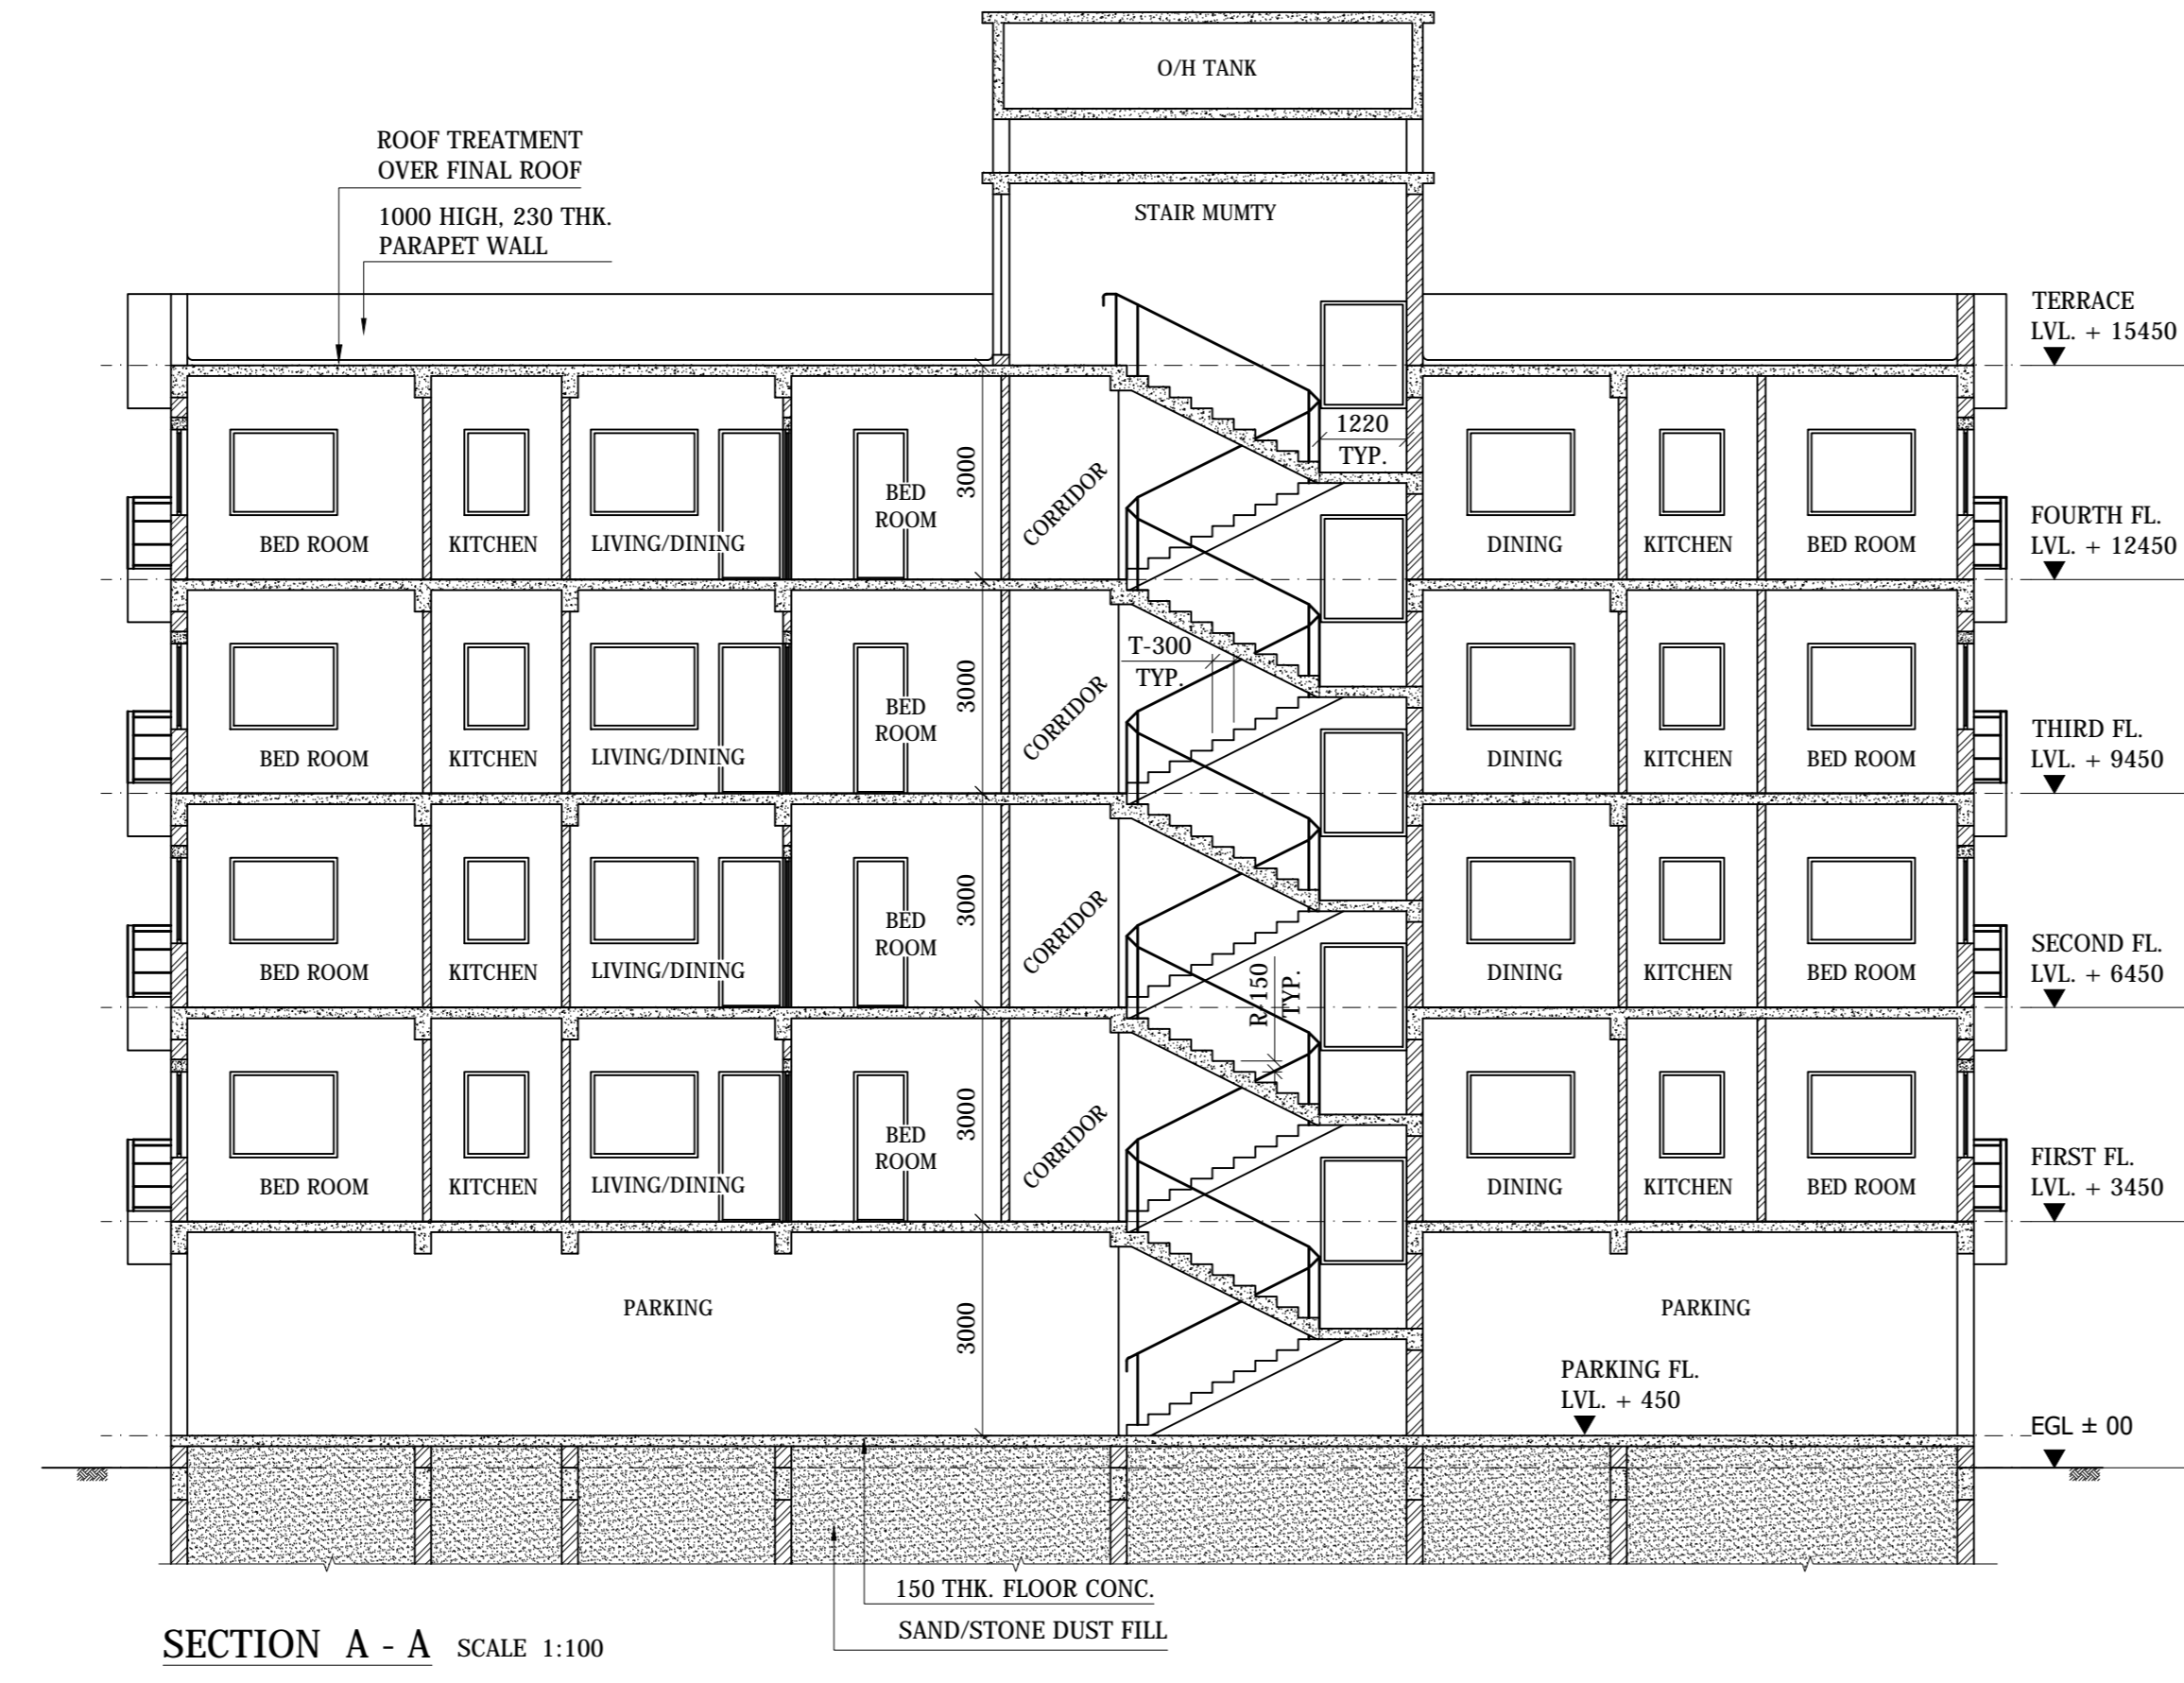 O/H TANK
ROOF TREATMENT
OVER FINAL ROOF
1000 HIGH, 230 THK.
PARAPET WALL
STAIR MUMTY
TERRACE
LVL. + 15450
1220
TYP.
3000
BED
ROOM
CORRIDOR
BED ROOM
KITCHEN
LIVING/DINING
DINING
KITCHEN
BED ROOM
FOURTH FL.
LVL. + 12450
T-300
TYP.
3000
BED
ROOM
CORRIDOR
BED ROOM
KITCHEN
LIVING/DINING
DINING
KITCHEN
BED ROOM
THIRD FL.
LVL. + 9450
3000
BED
ROOM
CORRIDOR
BED ROOM
KITCHEN
LIVING/DINING
R-150
TYP.
DINING
KITCHEN
BED ROOM
SECOND FL.
LVL. + 6450
3000
BED
ROOM
CORRIDOR
BED ROOM
KITCHEN
LIVING/DINING
DINING
KITCHEN
BED ROOM
FIRST FL.
LVL. + 3450
PARKING
3000
PARKING
PARKING FL.
LVL. + 450
EGL ± 00
150 THK. FLOOR CONC.
SAND/STONE DUST FILL
SECTION A - A SCALE 1:100